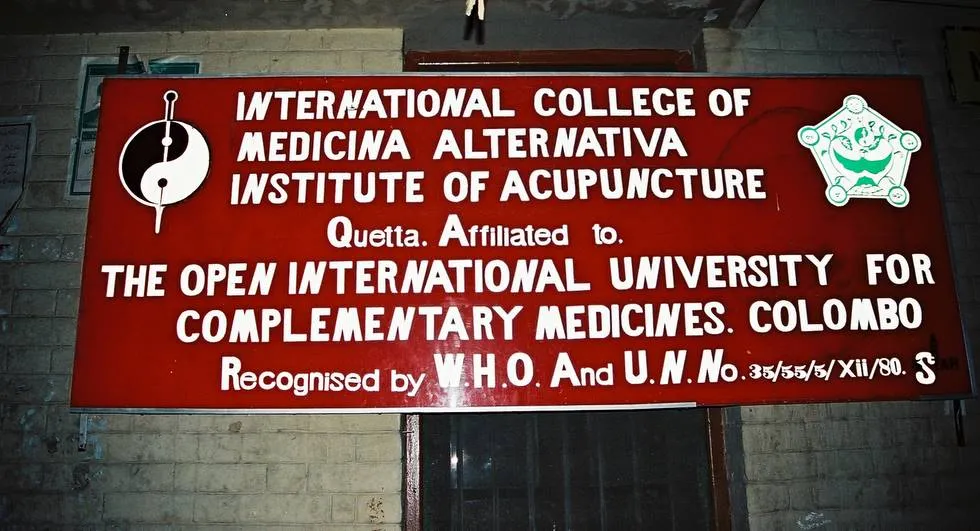 INTERNATIONAL COLLEGE OF
MEDICINA ALTERNATIVA
INSTITUTE OF ACUPUNCTURE
Quetta. Affiliated to.
THE OPEN INTERNATIONAL UNIVERSITY FOR
COMPLEMENTARY MEDICINES. COLOMBO
Recognised by W.H.O. And U.N.No.35/55/5/Xii/80. S